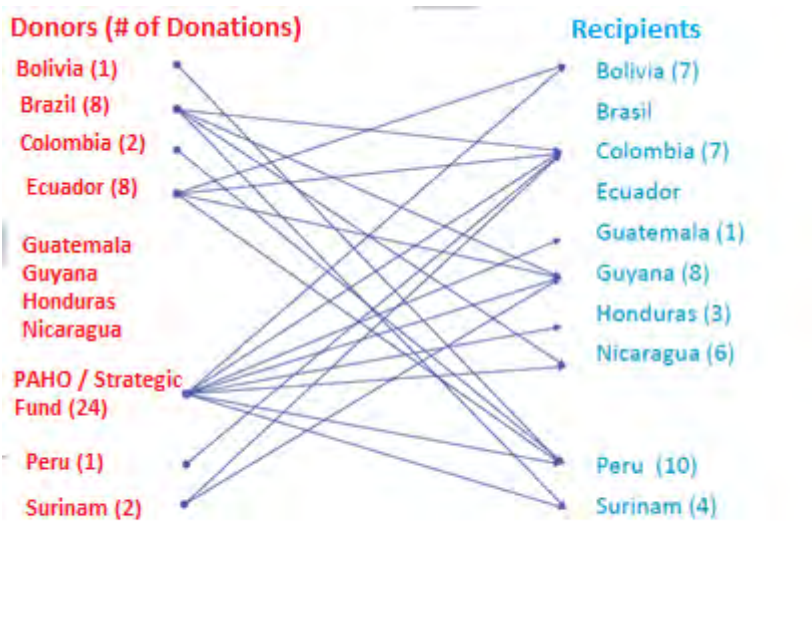 Donors (# of Donations)
Bolivia (1)
Brazil (8)
Colombia (2)
Ecuador (8)
Guatemala
Guyana
Honduras
Nicaragua
PAHO / Strategic
Fund (24)
Peru (1)
Surinam (2)
Recipients
Bolivia (7)
Brasil
Colombia (7)
Ecuador
Guatemala (1)
Guyana (8)
Honduras (3)
Nicaragua (6)
Peru (10)
Surinam (4)